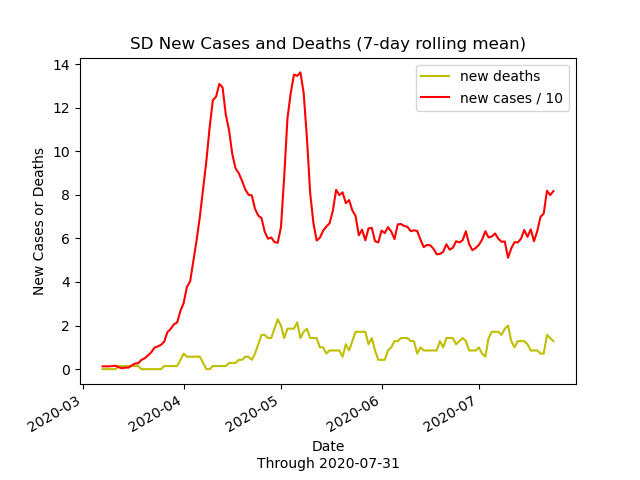 SD New Cases and Deaths (7-day rolling mean)
new deaths
new cases / 10
New Cases or Deaths
14
12
10
8
6
4
2
0
2020-03
2020-04
2020-05
2020-06
2020-07
Date
Through 2020-07-31